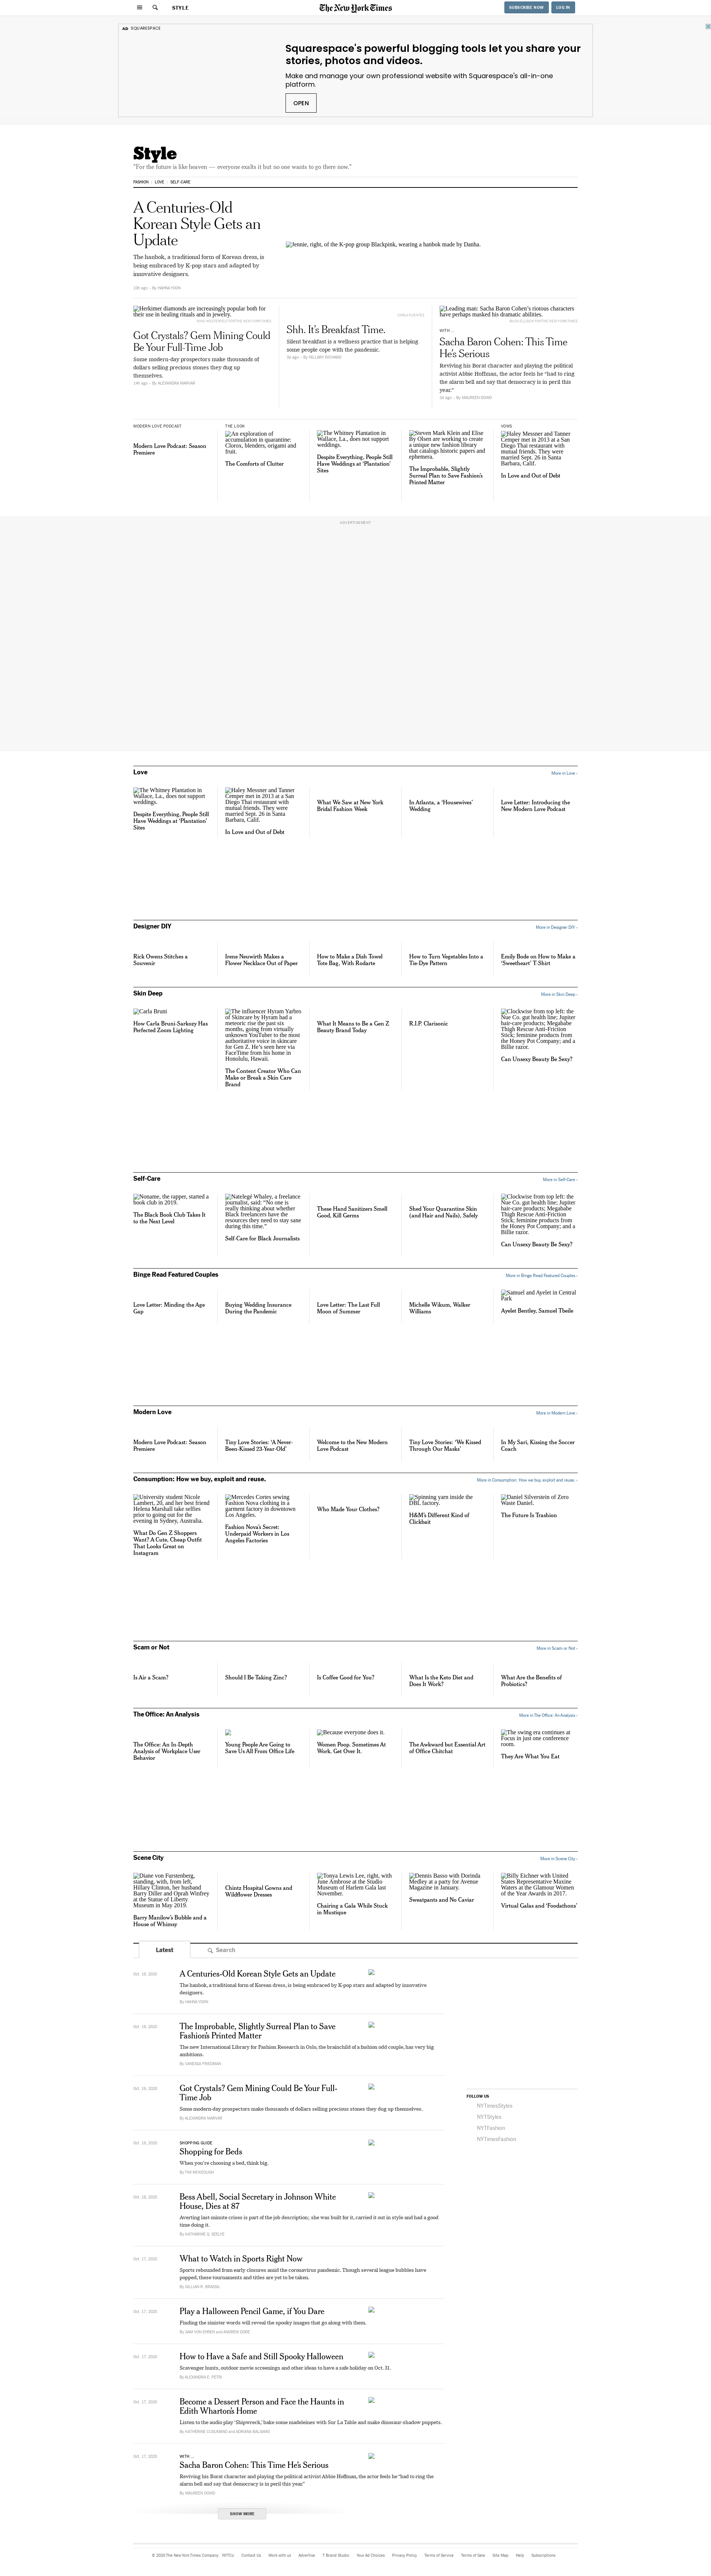 STYLE
The New York Times
SUBSCRIBE NOW
LOG IN
AD SQUARESPACE
Squarespace's powerful blogging tools let you share your
stories, photos and videos.
Make and manage your own professional website with Squarespace's all-in-one
platform.
OPEN
Style
"For the future is like heaven — everyone exalts it but no one wants to go there now."
FASHION
LOVE
SELF-CARE
A Centuries-Old
Korean Style Gets an
Update
The hanbok, a traditional form of Korean dress, is
being embraced by K-pop stars and adapted by
innovative designers.
Jennie, right, of the K-pop group Blackpink, wearing a hanbok made by Danha.
Herkimer diamonds are increasingly popular both for
their use in healing rituals and in jewelry.
Got Crystals? Gem Mining Could
Be Your Full-Time Job
Some modern-day prospectors make thousands of
dollars selling precious stones they dug up
themselves.
By ALEXANDRA MARVAR
Shh. It's Breakfast Time.
Silent breakfast is a wellness practice that is helping
some people cope with the pandemic.
By HILLARY RICHARD
Leading man: Sacha Baron Cohen's riotous characters
have perhaps masked his dramatic abilities.
WITH ...
Sacha Baron Cohen: This Time
He's Serious
Reviving his Borat character and playing the political
activist Abbie Hoffman, the actor feels he "had to ring
the alarm bell and say that democracy is in peril this
year."
By MAUREEN DOWD
MODERN LOVE PODCAST
Modern Love Podcast: Season
Premiere
THE LOOK
An exploration of
accumulation in quarantine:
Clorox, blenders, origami and
fruit.
The Comforts of Clutter
The Whitney Plantation in
Wallace, La., does not support
weddings.
Despite Everything, People Still
Have Weddings at 'Plantation'
Sites
Steven Mark Klein and Elise
By Olsen are working to create
a unique new fashion library
that catalogs historic papers and
ephemera.
The Improbable, Slightly
Surreal Plan to Save Fashion's
Printed Matter
VOWS
Haley Messner and Tanner
Cemper met in 2013 at a San
Diego Thai restaurant with
mutual friends. They were
married Sept. 26 in Santa
Barbara, Calif.
In Love and Out of Debt
ADVERTISEMENT
Love
More in Love ›
The Whitney Plantation in
Wallace, La., does not support
weddings.
Despite Everything, People Still
Have Weddings at 'Plantation'
Sites
Haley Messner and Tanner
Cemper met in 2013 at a San
Diego Thai restaurant with
mutual friends. They were
married Sept. 26 in Santa
Barbara, Calif.
In Love and Out of Debt
What We Saw at New York
Bridal Fashion Week
In Atlanta, a 'Housewives'
Wedding
Love Letter: Introducing the
New Modern Love Podcast
Designer DIY
More in Designer DIY ›
Rick Owens Stitches a
Souvenir
Irene Neuwirth Makes a
Flower Necklace Out of Paper
How to Make a Dish Towel
Tote Bag, With Rodarte
How to Turn Vegetables Into a
Tie-Dye Pattern
Emily Bode on How to Make a
'Sweetheart' T-Shirt
Skin Deep
More in Skin Deep ›
Carla Bruni
How Carla Bruni-Sarkozy Has
Perfected Zoom Lighting
The influencer Hyram Yarbro
of Skincare by Hyram had a
meteoric rise the past six
months, going from virtually
unknown YouTuber to the most
authoritative voice in skincare
for Gen Z. He's seen here via
FaceTime from his home in
Honolulu, Hawaii.
The Content Creator Who Can
Make or Break a Skin Care
Brand
What It Means to Be a Gen Z
Beauty Brand Today
R.I.P. Clarisonic
Clockwise from top left: the
Nue Co. gut health line; Jupiter
hair-care products; Megababe
Thigh Rescue Anti-Friction
Stick; feminine products from
the Honey Pot Company; and a
Billie razor.
Can Unsexy Beauty Be Sexy?
Self-Care
More in Self-Care ›
Noname, the rapper, started a
book club in 2019.
The Black Book Club Takes It
to the Next Level
Natelegé Whaley, a freelance
journalist, said: "No one is
really thinking about whether
Black freelancers have the
resources they need to stay sane
during this time."
Self-Care for Black Journalists
These Hand Sanitizers Smell
Good, Kill Germs
Shed Your Quarantine Skin
(and Hair and Nails), Safely
Clockwise from top left: the
Nue Co. gut health line; Jupiter
hair-care products; Megababe
Thigh Rescue Anti-Friction
Stick; feminine products from
the Honey Pot Company; and a
Billie razor.
Can Unsexy Beauty Be Sexy?
Binge Read Featured Couples
More in Binge Read Featured Couples ›
Love Letter: Minding the Age
Gap
Buying Wedding Insurance
During the Pandemic
Love Letter: The Last Full
Moon of Summer
Michelle Wikum, Walker
Williams
Samuel and Ayelet in Central
Park
Ayelet Bentley, Samuel Tbeile
Modern Love
More in Modern Love ›
Modern Love Podcast: Season
Premiere
Tiny Love Stories: 'A Never-
Been-Kissed 23-Year-Old'
Welcome to the New Modern
Love Podcast
Tiny Love Stories: 'We Kissed
Through Our Masks'
In My Sari, Kissing the Soccer
Coach
Consumption: How we buy, exploit and reuse.
More in Consumption: How we buy, exploit and reuse. ›
University student Nicole
Lambert, 20, and her best friend
Helena Marshall take selfies
prior to going out for the
evening in Sydney, Australia.
What Do Gen Z Shoppers
Want? A Cute, Cheap Outfit
That Looks Great on
Instagram
Mercedes Cortes sewing
Fashion Nova clothing in a
garment factory in downtown
Los Angeles.
Fashion Nova's Secret:
Underpaid Workers in Los
Angeles Factories
Who Made Your Clothes?
Spinning yarn inside the
DBL factory.
H&M's Different Kind of
Clickbait
Daniel Silverstein of Zero
Waste Daniel.
The Future Is Trashion
Scam or Not
More in Scam or Not ›
Is Air a Scam?
Should I Be Taking Zinc?
Is Coffee Good for You?
What Is the Keto Diet and
Does It Work?
What Are the Benefits of
Probiotics?
The Office: An Analysis
More in The Office: An Analysis ›
The Office: An In-Depth
Analysis of Workplace User
Behavior
Young People Are Going to
Save Us All From Office Life
Because everyone does it.
Women Poop. Sometimes At
Work. Get Over It.
The Awkward but Essential Art
of Office Chitchat
The swing era continues at
Focus in just one conference
room.
They Are What You Eat
Scene City
More in Scene City ›
Diane von Furstenberg,
standing, with, from left,
Hillary Clinton, her husband
Barry Diller and Oprah Winfrey
at the Statue of Liberty
Museum in May 2019.
Barry Manilow's Bubble and a
House of Whimsy
Chintz Hospital Gowns and
Wildflower Dresses
Tonya Lewis Lee, right, with
June Ambrose at the Studio
Museum of Harlem Gala last
November.
Chairing a Gala While Stuck
in Mustique
Dennis Basso with Dorinda
Medley at a party for Avenue
Magazine in January.
Sweatpants and No Caviar
Billy Eichner with United
States Representative Maxine
Waters at the Glamour Women
of the Year Awards in 2017.
Virtual Galas and 'Foodathons'
Latest
Search
Oct. 19, 2020
A Centuries-Old Korean Style Gets an Update
The hanbok, a traditional form of Korean dress, is being embraced by K-pop stars and adapted by innovative
designers.
Oct. 19, 2020
The Improbable, Slightly Surreal Plan to Save
Fashion's Printed Matter
The new International Library for Fashion Research in Oslo, the brainchild of a fashion odd couple, has very big
ambitions.
By VANESSA FRIEDMAN
Oct. 19, 2020
Got Crystals? Gem Mining Could Be Your Full-
Time Job
Some modern-day prospectors make thousands of dollars selling precious stones they dug up themselves.
By ALEXANDRA MARVAR
SHOPPING GUIDE
Shopping for Beds
When you're choosing a bed, think big.
By TIM MCKEOUGH
Bess Abell, Social Secretary in Johnson White
House, Dies at 87
Averting last-minute crises is part of the job description; she was built for it, carried it out in style and had a good
time doing it.
By KATHARINE Q. SEELYE
Oct. 17, 2020
What to Watch in Sports Right Now
Sports rebounded from early closures amid the coronavirus pandemic. Though several league bubbles have
popped, these tournaments and titles are yet to be taken.
By GILLIAN R. BRASSIL
Oct. 17, 2020
Play a Halloween Pencil Game, if You Dare
Finding the sinister words will reveal the spooky images that go along with them.
Oct. 17, 2020
How to Have a Safe and Still Spooky Halloween
Scavenger hunts, outdoor movie screenings and other ideas to have a safe holiday on Oct. 31.
Oct. 17, 2020
Become a Dessert Person and Face the Haunts in
Edith Wharton's Home
Listen to the audio play 'Shipwreck,' bake some madeleines with Sur La Table and make dinosaur-shadow puppets.
Oct. 17, 2020
WITH ...
Sacha Baron Cohen: This Time He's Serious
Reviving his Borat character and playing the political activist Abbie Hoffman, the actor feels he "had to ring the
alarm bell and say that democracy is in peril this year."
By MAUREEN DOWD
SHOW MORE
FOLLOW US
NYTimesStyles
NYTStyles
NYTFashion
NYTimesFashion
© 2020 The New York Times Company
NYTCo
Contact Us
Work with us
Advertise
T Brand Studio
Your Ad Choices
Privacy Policy
Terms of Service
Terms of Sale
Site Map
Help
Subscriptions